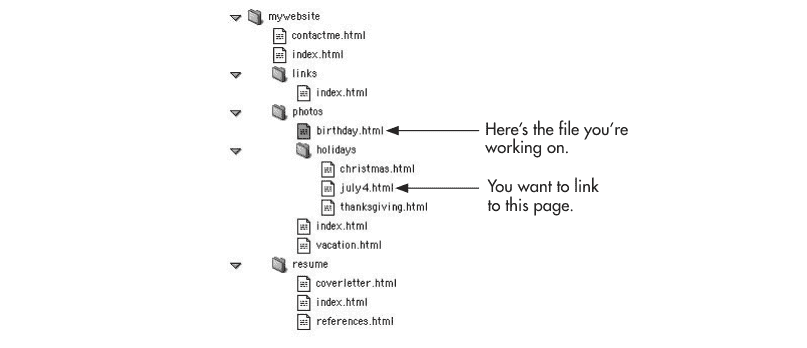 mywebsite
contactme.html
index.html
links
index.html
photos
birthday.html
Here's the file you're
working on.
holidays
christmas.html
july4.html
You want to link
to this page.
thanksgiving.html
index.html
vacation.html
resume
coverletter.html
index.html
references.html